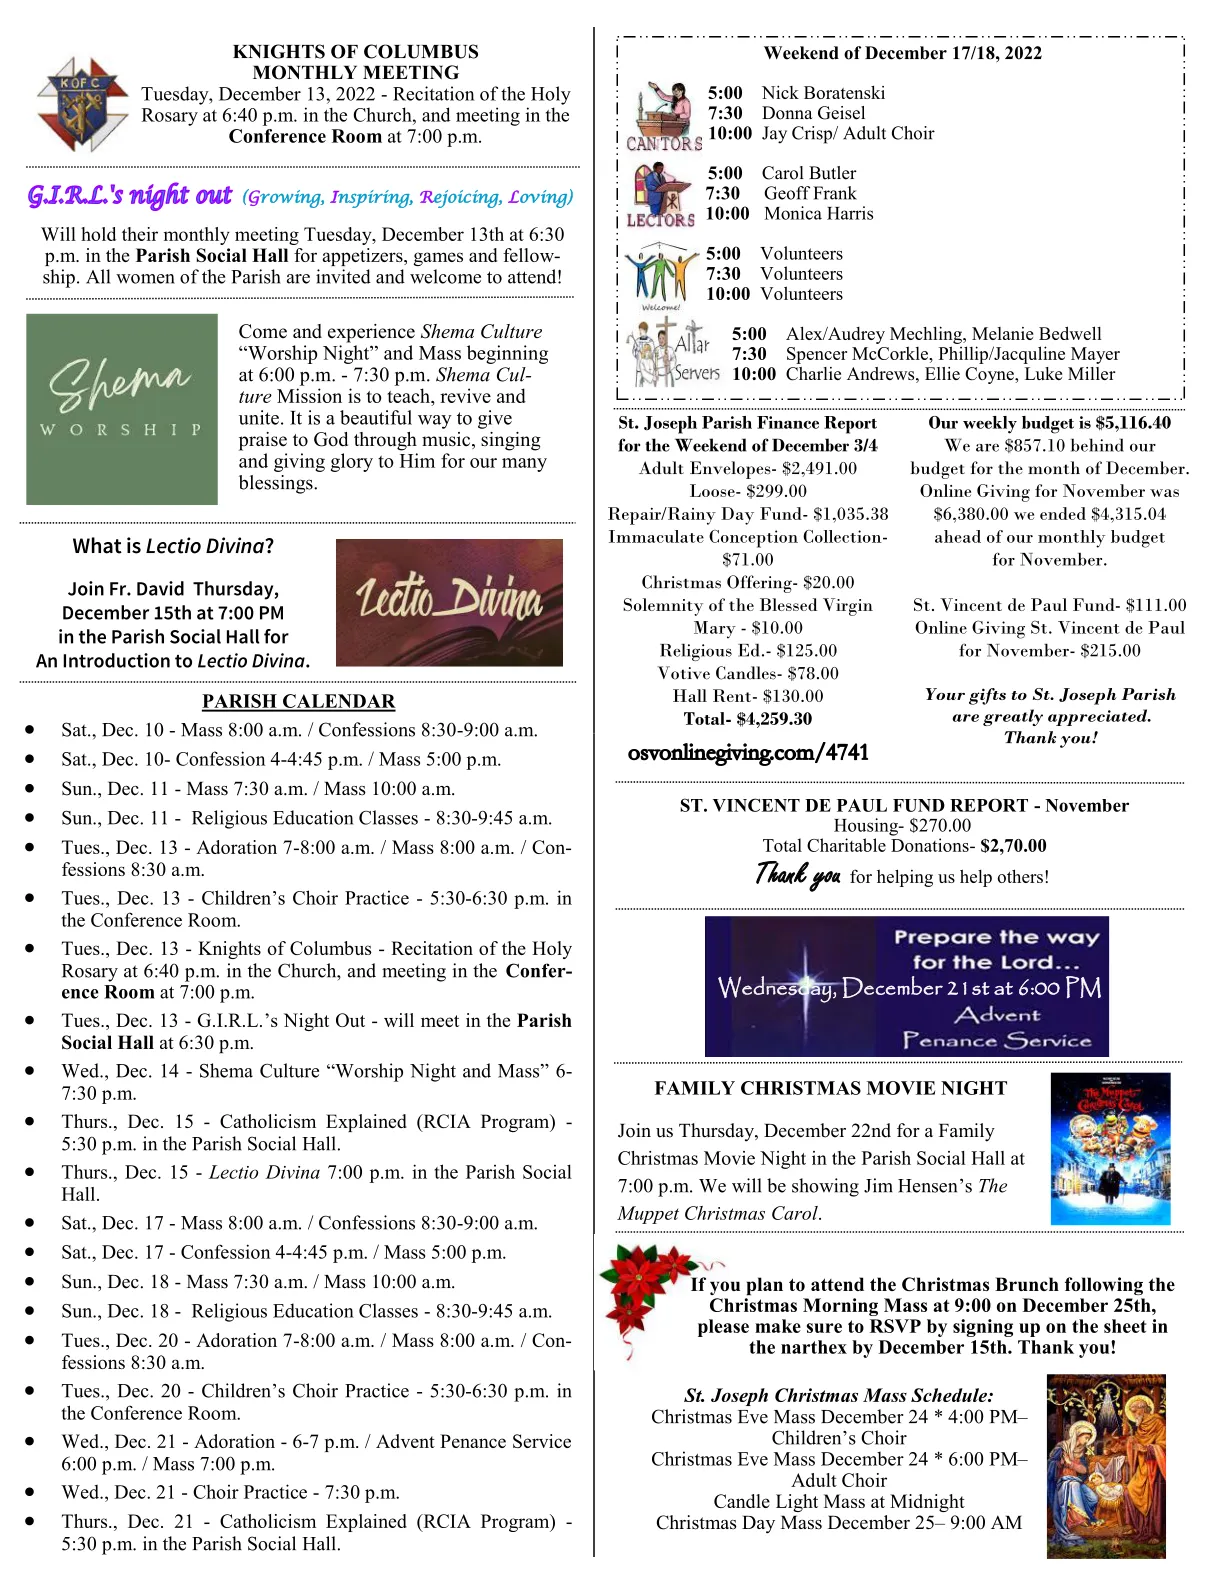 KNIGHTS OF COLUMBUS
MONTHLY MEETING
Tuesday, December 13, 2022 - Recitation of the Holy
Rosary at 6:40 p.m. in the Church, and meeting in the
Conference Room at 7:00 p.m.
K OF C
G.I.R.L.'s night out (Growing, Inspiring, Rejoicing, Loving)
Will hold their monthly meeting Tuesday, December 13th at 6:30
p.m. in the Parish Social Hall for appetizers, games and fellow-
ship. All women of the Parish are invited and welcome to attend!
Shema
WORSHIP
Come and experience Shema Culture
“Worship Night” and Mass beginning
at 6:00 p.m. - 7:30 p.m. Shema Cul-
ture Mission is to teach, revive and
unite. It is a beautiful way to give
praise to God through music, singing
and giving glory to Him for our many
blessings.
What is Lectio Divina?
Join Fr. David Thursday,
December 15th at 7:00 PM
in the Parish Social Hall for
An Introduction to Lectio Divina.
Lectio Divina
PARISH CALENDAR
● Sat., Dec. 10 - Mass 8:00 a.m. / Confessions 8:30-9:00 a.m.
● Sat., Dec. 10- Confession 4-4:45 p.m. / Mass 5:00 p.m.
● Sun., Dec. 11 - Mass 7:30 a.m. / Mass 10:00 a.m.
● Sun., Dec. 11 - Religious Education Classes - 8:30-9:45 a.m.
● Tues., Dec. 13 - Adoration 7-8:00 a.m. / Mass 8:00 a.m. / Con-
fessions 8:30 a.m.
● Tues., Dec. 13 - Children’s Choir Practice - 5:30-6:30 p.m. in
the Conference Room.
● Tues., Dec. 13 - Knights of Columbus - Recitation of the Holy
Rosary at 6:40 p.m. in the Church, and meeting in the Confer-
ence Room at 7:00 p.m.
● Tues., Dec. 13 - G.I.R.L.’s Night Out - will meet in the Parish
Social Hall at 6:30 p.m.
● Wed., Dec. 14 - Shema Culture “Worship Night and Mass” 6-
7:30 p.m.
● Thurs., Dec. 15 - Catholicism Explained (RCIA Program) -
5:30 p.m. in the Parish Social Hall.
● Thurs., Dec. 15 - Lectio Divina 7:00 p.m. in the Parish Social
Hall.
● Sat., Dec. 17 - Mass 8:00 a.m. / Confessions 8:30-9:00 a.m.
● Sat., Dec. 17 - Confession 4-4:45 p.m. / Mass 5:00 p.m.
● Sun., Dec. 18 - Mass 7:30 a.m. / Mass 10:00 a.m.
● Sun., Dec. 18 - Religious Education Classes - 8:30-9:45 a.m.
● Tues., Dec. 20 - Adoration 7-8:00 a.m. / Mass 8:00 a.m. / Con-
fessions 8:30 a.m.
● Tues., Dec. 20 - Children’s Choir Practice - 5:30-6:30 p.m. in
the Conference Room.
● Wed., Dec. 21 - Adoration - 6-7 p.m. / Advent Penance Service
6:00 p.m. / Mass 7:00 p.m.
● Wed., Dec. 21 - Choir Practice - 7:30 p.m.
● Thurs., Dec. 21 - Catholicism Explained (RCIA Program) -
5:30 p.m. in the Parish Social Hall.
Weekend of December 17/18, 2022
CANTORS
5:00 Nick Boratenski
7:30 Donna Geisel
10:00 Jay Crisp/ Adult Choir
LECTORS
5:00 Carol Butler
7:30 Geoff Frank
10:00 Monica Harris
Welcome!
5:00 Volunteers
7:30 Volunteers
10:00 Volunteers
Altar
Servers
5:00 Alex/Audrey Mechling, Melanie Bedwell
7:30 Spencer McCorkle, Phillip/Jacquline Mayer
10:00 Charlie Andrews, Ellie Coyne, Luke Miller
St. Joseph Parish Finance Report
for the Weekend of December 3/4
Adult Envelopes- $2,491.00
Loose- $299.00
Repair/Rainy Day Fund- $1,035.38
Immaculate Conception Collection-
$71.00
Christmas Offering- $20.00
Solemnity of the Blessed Virgin
Mary - $10.00
Religious Ed.- $125.00
Votive Candles- $78.00
Hall Rent- $130.00
Total- $4,259.30
osvonlinegiving.com/4741
Our weekly budget is $5,116.40
We are $857.10 behind our
budget for the month of December.
Online Giving for November was
$6,380.00 we ended $4,315.04
ahead of our monthly budget
for November.
St. Vincent de Paul Fund- $111.00
Online Giving St. Vincent de Paul
for November- $215.00
Your gifts to St. Joseph Parish
are greatly appreciated.
Thank you!
ST. VINCENT DE PAUL FUND REPORT - November
Housing- $270.00
Total Charitable Donations- $2,70.00
Thank you for helping us help others!
Prepare the way
for the Lord...
Wednesday, December 21st at 6:00 PM
Advent
Penance Service
FAMILY CHRISTMAS MOVIE NIGHT
Join us Thursday, December 22nd for a Family
Christmas Movie Night in the Parish Social Hall at
7:00 p.m. We will be showing Jim Hensen’s The
Muppet Christmas Carol.
The Muppet
Christmas Carol
If you plan to attend the Christmas Brunch following the
Christmas Morning Mass at 9:00 on December 25th,
please make sure to RSVP by signing up on the sheet in
the narthex by December 15th. Thank you!
St. Joseph Christmas Mass Schedule:
Christmas Eve Mass December 24 * 4:00 PM–
Children’s Choir
Christmas Eve Mass December 24 * 6:00 PM–
Adult Choir
Candle Light Mass at Midnight
Christmas Day Mass December 25– 9:00 AM